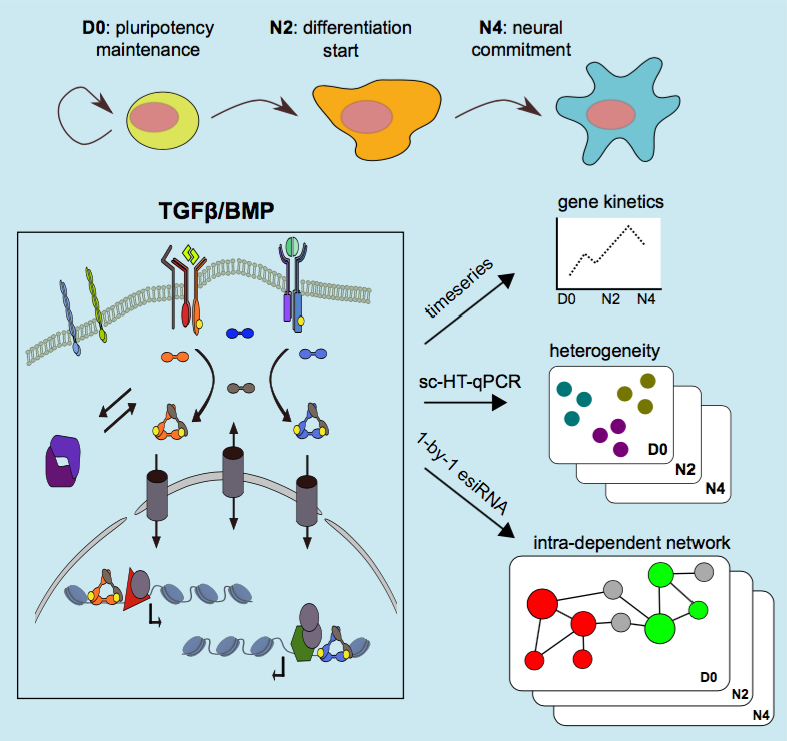 D0: pluripotency
maintenance
N2: differentiation
start
N4: neural
commitment
TGFβ/BMP
gene kinetics
timeseries
D0 N2 N4
heterogeneity
sc-HT-qPCR
D0
N2
N4
1-by-1 esiRNA
intra-dependent network
D0
N2
N4